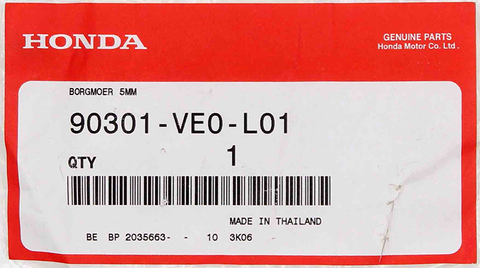 HONDA
GENUINE PARTS
Honda Motor Co. Ltd.
BORGMOER 5MM
90301-VE0-L01
QTY 1
MADE IN THAILAND
BE BP 2035663- - 10 3K06